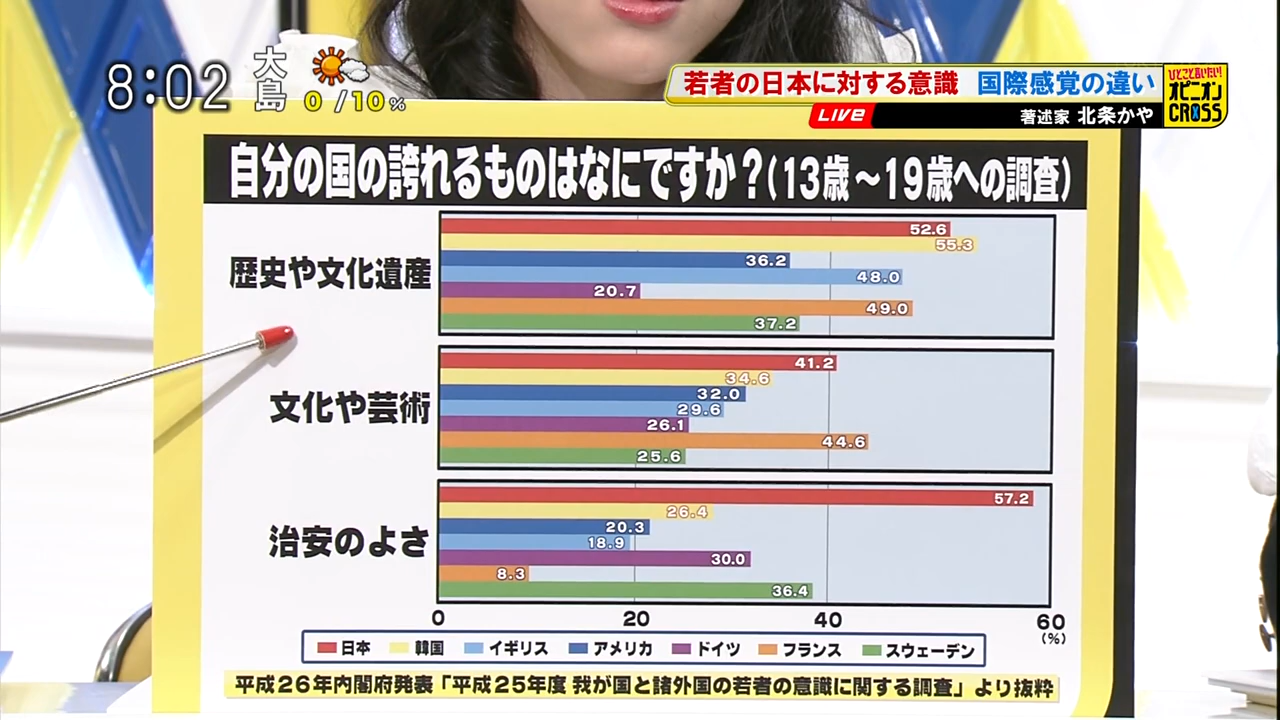 8:02
大島
0/10%
若者の日本に対する意識 国際感覚の違い
LIVE
著述家 北条かや
ひとこと言いたい!
オピニオン
CROSS
自分の国の誇れるものはなにですか?(13歳~19歳への調査)
歴史や文化遺産
52.6
55.3
36.2
48.0
20.7
49.0
37.2
文化や芸術
41.2
34.6
32.0
29.6
26.1
44.6
25.6
治安のよさ
57.2
26.4
20.3
18.9
30.0
8.3
36.4
0 20 40 60
(%)
日本 韓国 イギリス アメリカ ドイツ フランス スウェーデン
平成26年内閣府発表「平成25年度 我が国と諸外国の若者の意識に関する調査」より抜粋